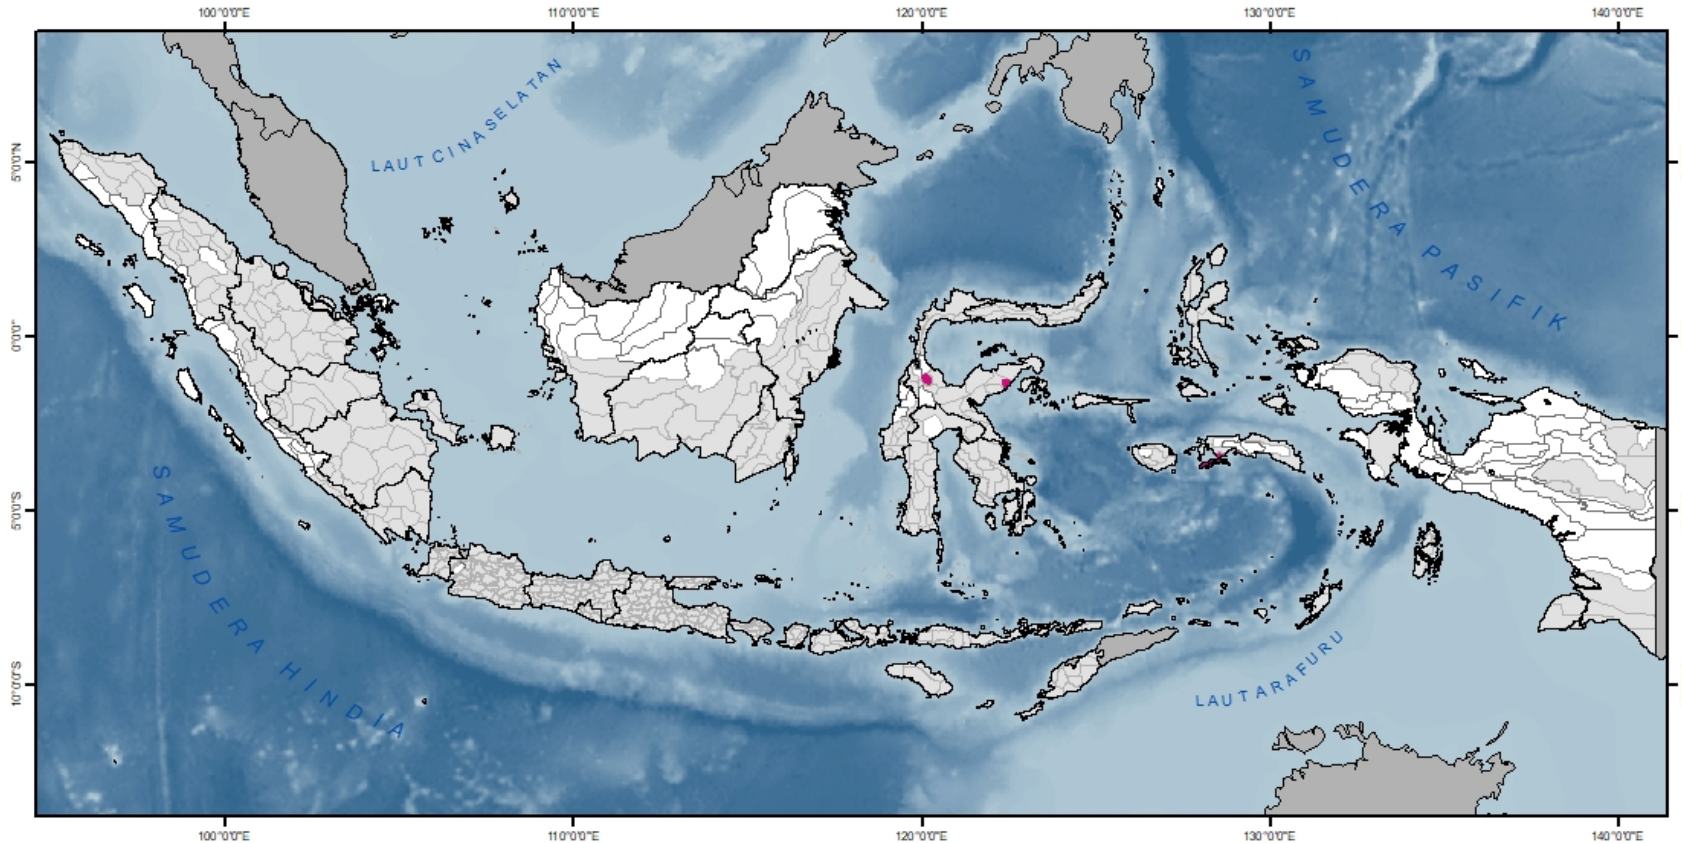 100°0'0"E 110°0'0"E 120°0'0"E 130°0'0"E 140°0'0"E
LAUT CINA SELATAN
SAMUDERA PASIFIK
5°0'0"N 
0°0'0"
5°0'0"S
10°0'0"S
SAMUDERA HINDIA
LAUT ARAFURU
100°0'0"E 110°0'0"E 120°0'0"E 130°0'0"E 140°0'0"E